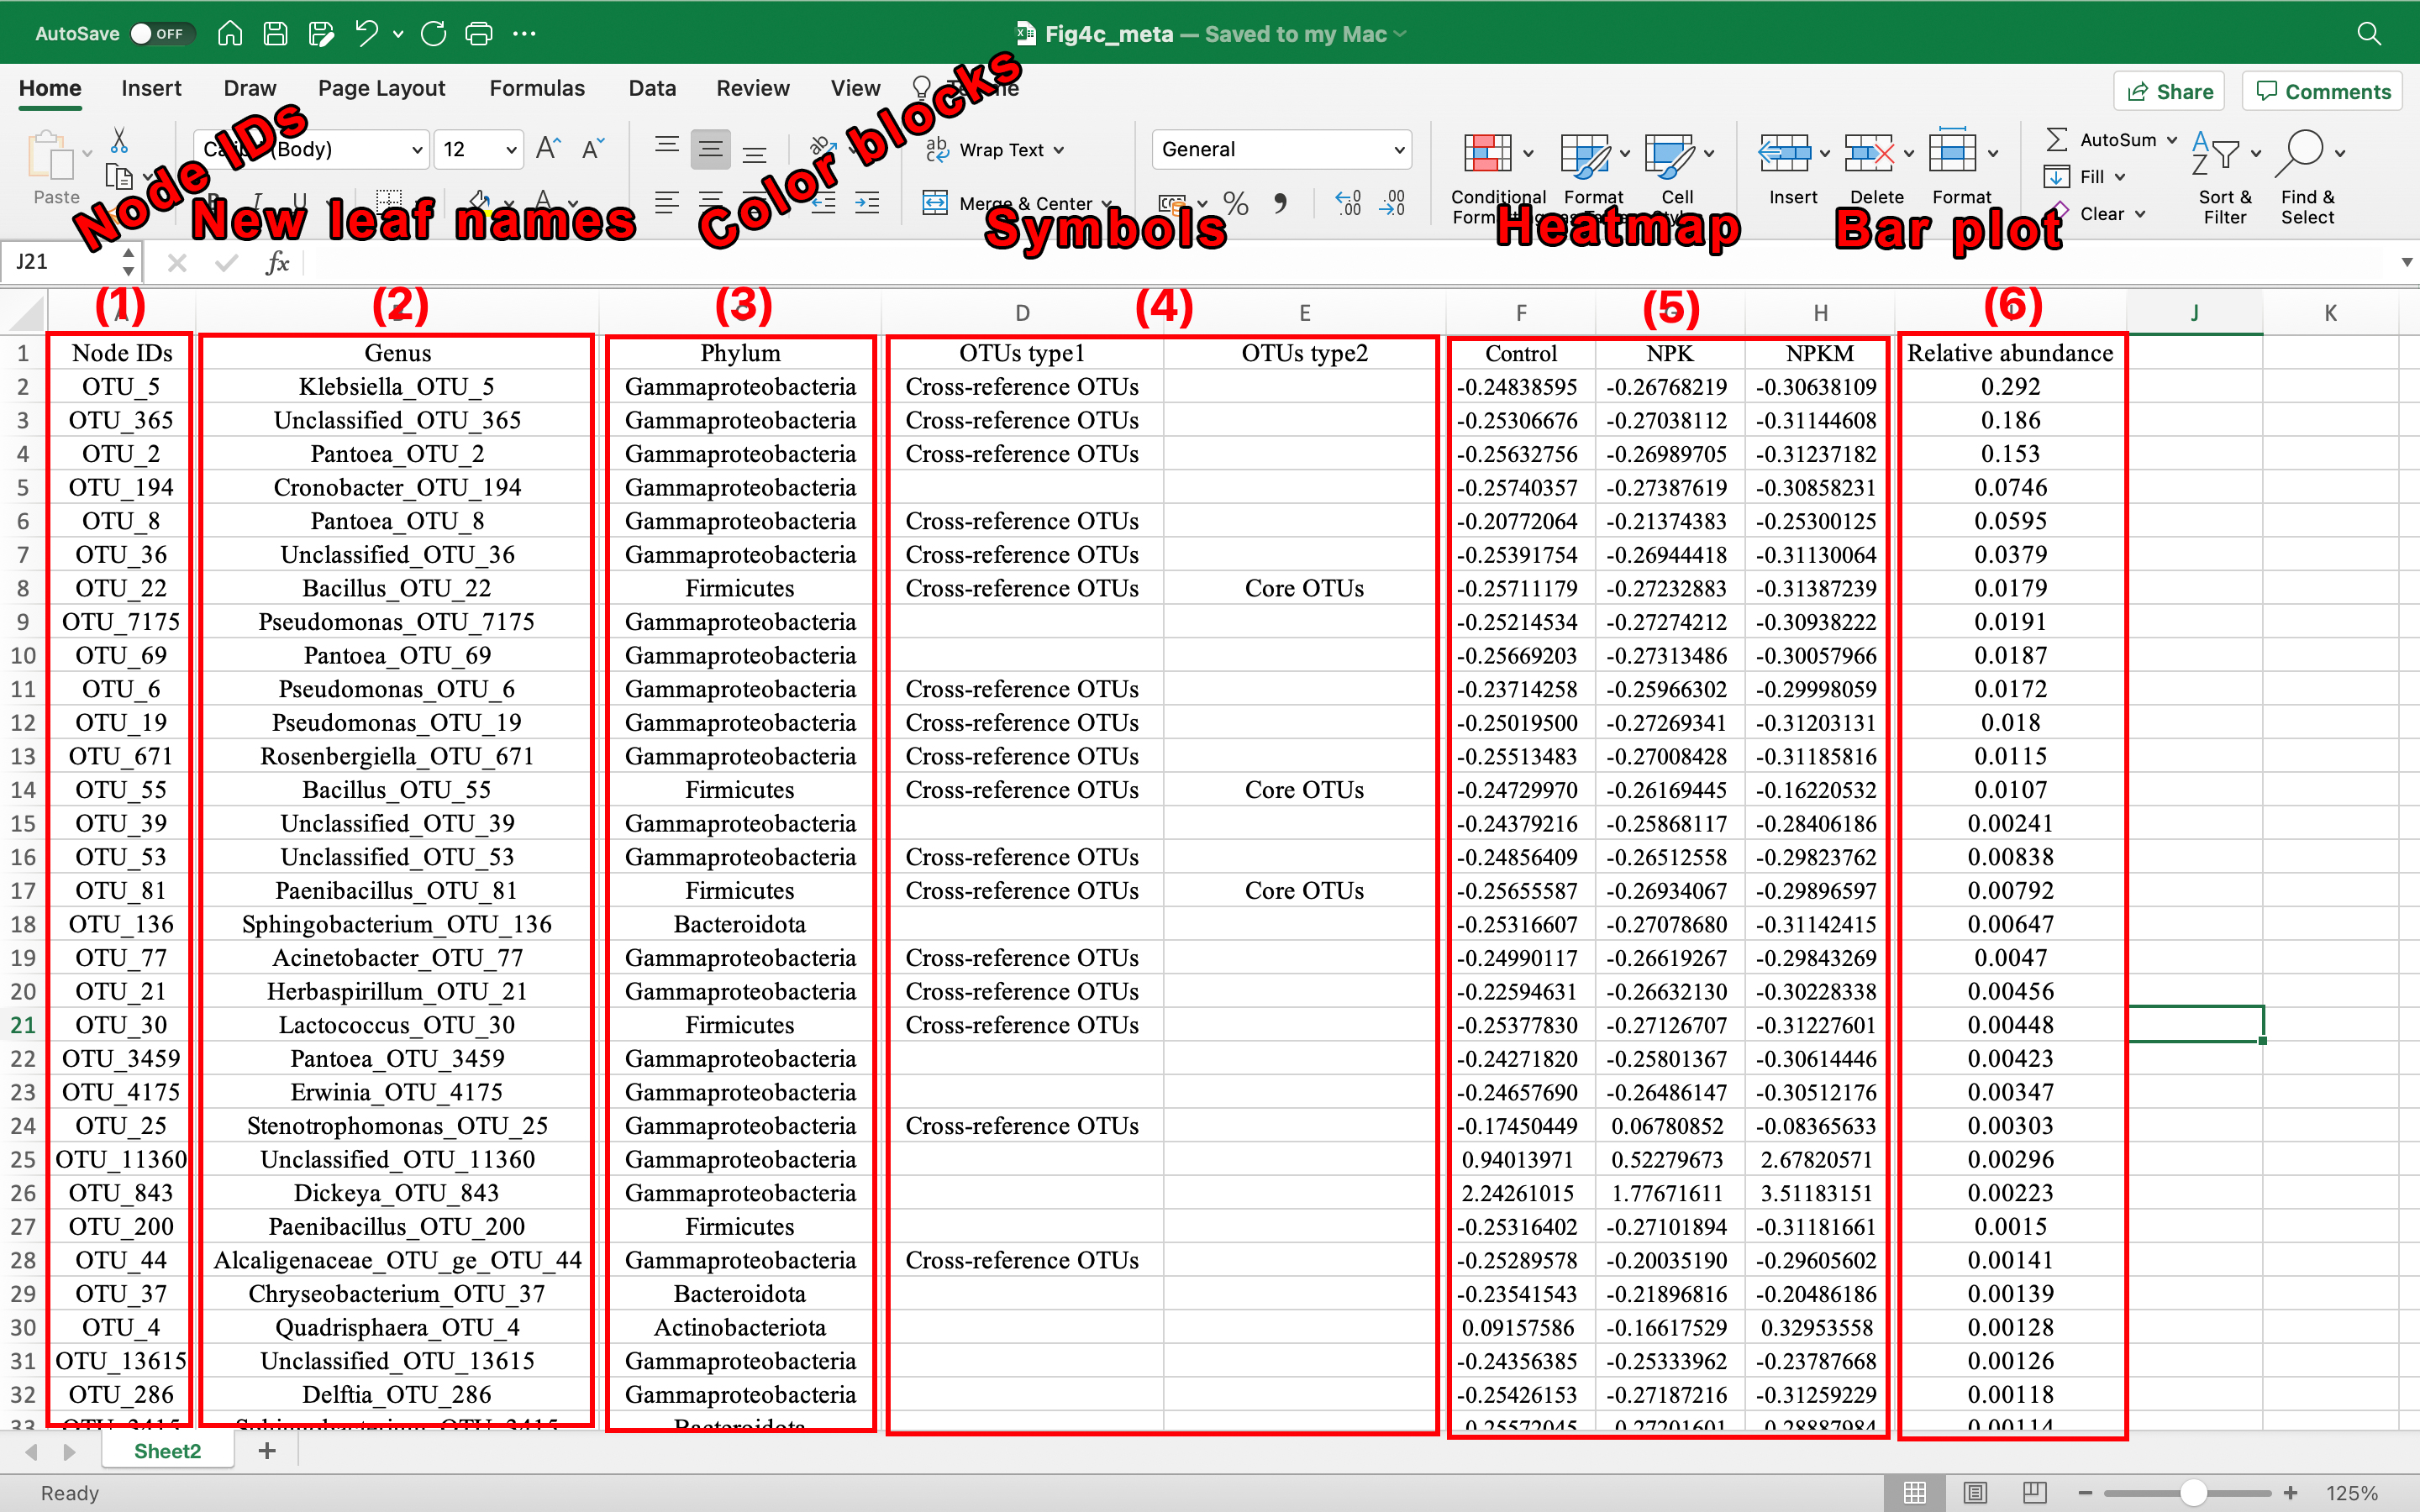 AutoSave OFF Fig4c_meta — Saved to my Mac
Home Insert Draw Page Layout Formulas Data Review View Share Comments
Paste 12 Wrap Text General AutoSum
Merge & Center Conditional Format Cell Insert Delete Format Fill Sort & Find &
Clear Filter Select
Node IDs New leaf names Color blocks Symbols Heatmap Bar plot
J21 fx
(1) (2) (3) D (4) E F (5) H (6) J K
1 Node IDs Genus Phylum OTUs type1 OTUs type2 Control NPK NPKM Relative abundance
2 OTU_5 Klebsiella_OTU_5 Gammaproteobacteria Cross-reference OTUs -0.24838595 -0.26768219 -0.30638109 0.292
3 OTU_365 Unclassified_OTU_365 Gammaproteobacteria Cross-reference OTUs -0.25306676 -0.27038112 -0.31144608 0.186
4 OTU_2 Pantoea_OTU_2 Gammaproteobacteria Cross-reference OTUs -0.25632756 -0.26989705 -0.31237182 0.153
5 OTU_194 Cronobacter_OTU_194 Gammaproteobacteria -0.25740357 -0.27387619 -0.30858231 0.0746
6 OTU_8 Pantoea_OTU_8 Gammaproteobacteria Cross-reference OTUs -0.20772064 -0.21374383 -0.25300125 0.0595
7 OTU_36 Unclassified_OTU_36 Gammaproteobacteria Cross-reference OTUs -0.25391754 -0.26944418 -0.31130064 0.0379
8 OTU_22 Bacillus_OTU_22 Firmicutes Cross-reference OTUs Core OTUs -0.25711179 -0.27232883 -0.31387239 0.0179
9 OTU_7175 Pseudomonas_OTU_7175 Gammaproteobacteria -0.25214534 -0.27274212 -0.30938222 0.0191
10 OTU_69 Pantoea_OTU_69 Gammaproteobacteria -0.25669203 -0.27313486 -0.30057966 0.0187
11 OTU_6 Pseudomonas_OTU_6 Gammaproteobacteria Cross-reference OTUs -0.23714258 -0.25966302 -0.29998059 0.0172
12 OTU_19 Pseudomonas_OTU_19 Gammaproteobacteria Cross-reference OTUs -0.25019500 -0.27269341 -0.31203131 0.018
13 OTU_671 Rosenbergiella_OTU_671 Gammaproteobacteria Cross-reference OTUs -0.25513483 -0.27008428 -0.31185816 0.0115
14 OTU_55 Bacillus_OTU_55 Firmicutes Cross-reference OTUs Core OTUs -0.24729970 -0.26169445 -0.16220532 0.0107
15 OTU_39 Unclassified_OTU_39 Gammaproteobacteria -0.24379216 -0.25868117 -0.28406186 0.00241
16 OTU_53 Unclassified_OTU_53 Gammaproteobacteria Cross-reference OTUs -0.24856409 -0.26512558 -0.29823762 0.00838
17 OTU_81 Paenibacillus_OTU_81 Firmicutes Cross-reference OTUs Core OTUs -0.25655587 -0.26934067 -0.29896597 0.00792
18 OTU_136 Sphingobacterium_OTU_136 Bacteroidota -0.25316607 -0.27078680 -0.31142415 0.00647
19 OTU_77 Acinetobacter_OTU_77 Gammaproteobacteria Cross-reference OTUs -0.24990117 -0.26619267 -0.29843269 0.0047
20 OTU_21 Herbaspirillum_OTU_21 Gammaproteobacteria Cross-reference OTUs -0.22594631 -0.26632130 -0.30228338 0.00456
21 OTU_30 Lactococcus_OTU_30 Firmicutes Cross-reference OTUs -0.25377830 -0.27126707 -0.31227601 0.00448
22 OTU_3459 Pantoea_OTU_3459 Gammaproteobacteria -0.24271820 -0.25801367 -0.30614446 0.00423
23 OTU_4175 Erwinia_OTU_4175 Gammaproteobacteria -0.24657690 -0.26486147 -0.30512176 0.00347
24 OTU_25 Stenotrophomonas_OTU_25 Gammaproteobacteria Cross-reference OTUs -0.17450449 0.06780852 -0.08365633 0.00303
25 OTU_11360 Unclassified_OTU_11360 Gammaproteobacteria 0.94013971 0.52279673 2.67820571 0.00296
26 OTU_843 Dickeya_OTU_843 Gammaproteobacteria 2.24261015 1.77671611 3.51183151 0.00223
27 OTU_200 Paenibacillus_OTU_200 Firmicutes -0.25316402 -0.27101894 -0.31181661 0.0015
28 OTU_44 Alcaligenaceae_OTU_ge_OTU_44 Gammaproteobacteria Cross-reference OTUs -0.25289578 -0.20035190 -0.29605602 0.00141
29 OTU_37 Chryseobacterium_OTU_37 Bacteroidota -0.23541543 -0.21896816 -0.20486186 0.00139
30 OTU_4 Quadrisphaera_OTU_4 Actinobacteriota 0.09157586 -0.16617529 0.32953558 0.00128
31 OTU_13615 Unclassified_OTU_13615 Gammaproteobacteria -0.24356385 -0.25333962 -0.23787668 0.00126
32 OTU_286 Delftia_OTU_286 Gammaproteobacteria -0.25426153 -0.27187216 -0.31259229 0.00118
Sheet2
Ready 125%